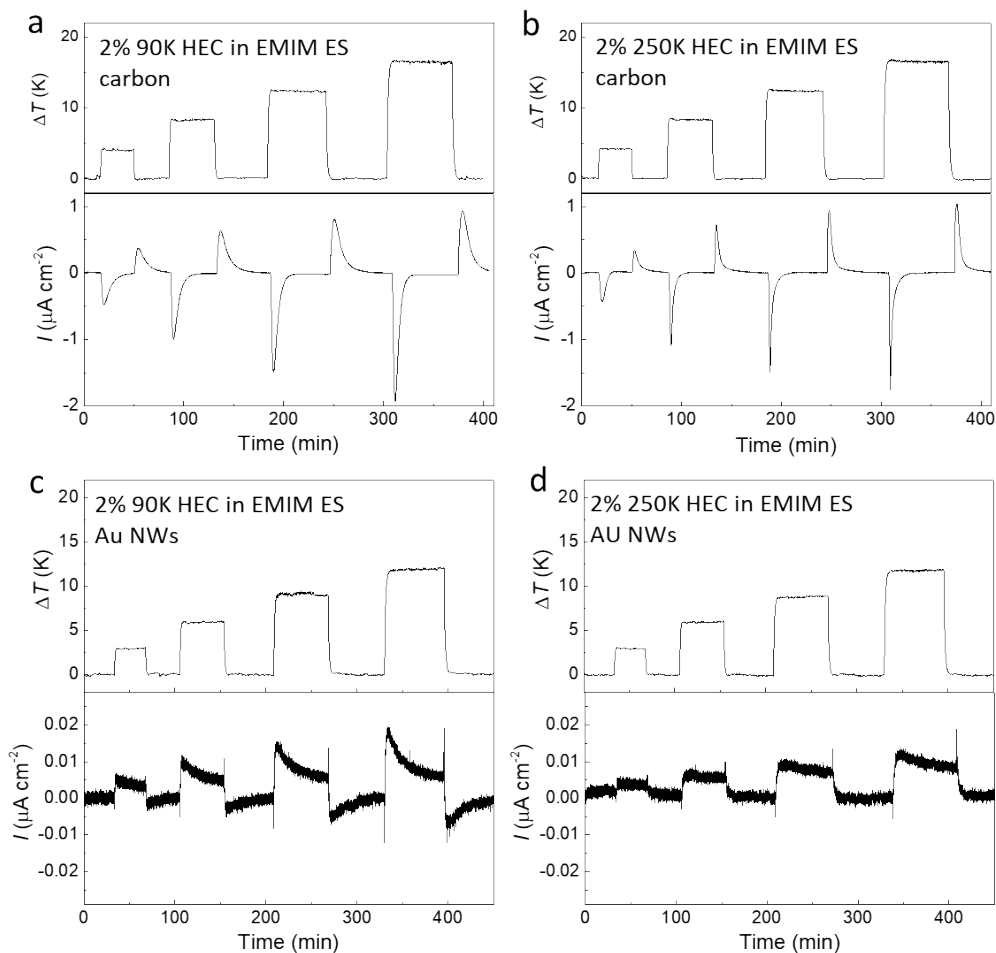 a
2% 90K HEC in EMIM ES
carbon
20
10
0
ΔT (K)
1
0
-1
-2
I (μA cm⁻²)
0 100 200 300 400
Time (min)
b
2% 250K HEC in EMIM ES
carbon
20
10
0
ΔT (K)
1
0
-1
-2
I (μA cm⁻²)
0 100 200 300 400
Time (min)
c
2% 90K HEC in EMIM ES
Au NWs
20
15
10
5
0
ΔT (K)
0.02
0.01
0.00
-0.01
-0.02
I (μA cm⁻²)
0 100 200 300 400
Time (min)
d
2% 250K HEC in EMIM ES
AU NWs
20
15
10
5
0
ΔT (K)
0.02
0.01
0.00
-0.01
-0.02
I (μA cm⁻²)
0 100 200 300 400
Time (min)